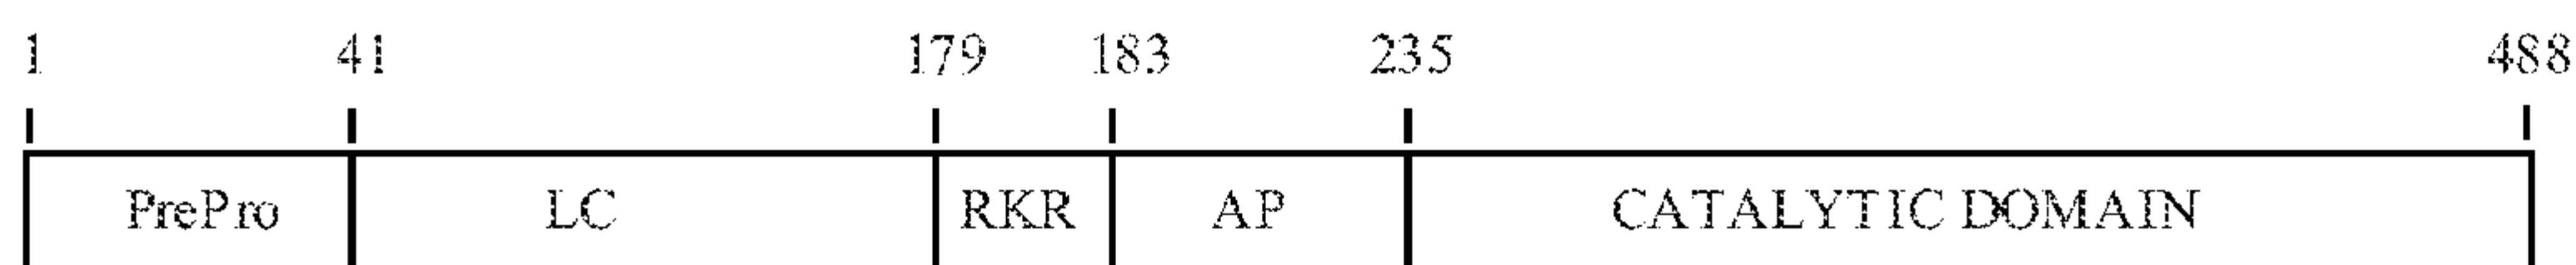 1 41 179 183 235 488
PrePro LC RKR AP CATALYTIC DOMAIN